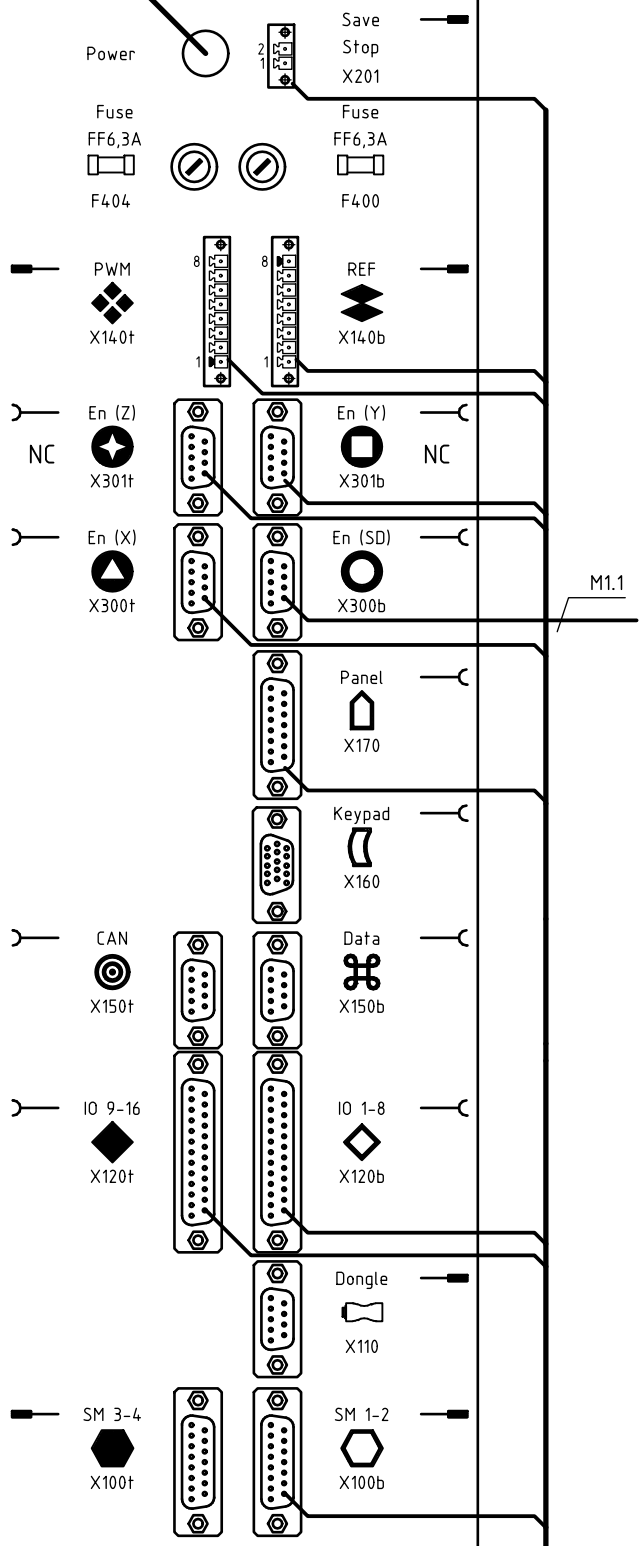 Save
Power
2
Stop
1
X201
Fuse
Fuse
FF6,3A
FF6,3A
F404
F400
8
8
PWM
REF
X140t
X140b
1
1
En (Z)
En (Y)
NC
NC
X301t
X301b
En (X)
En (SD)
M1.1
X300t
X300b
Panel
X170
Keypad
X160
CAN
Data
X150t
X150b
IO 9-16
IO 1-8
X120t
X120b
Dongle
X110
SM 3-4
SM 1-2
X100t
X100b